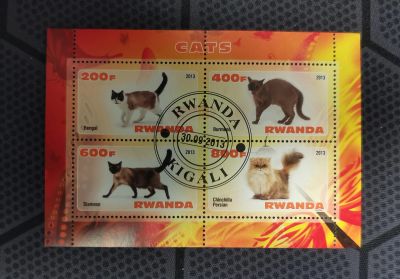 CATS
200F 2013
Bengal
RWANDA
400F 2013
Burmese
RWANDA
600F 2013
Siamese
RWANDA
800F 2013
Chinchilla
Persian
RWANDA
RWANDA
30.09.2013
KIGALI